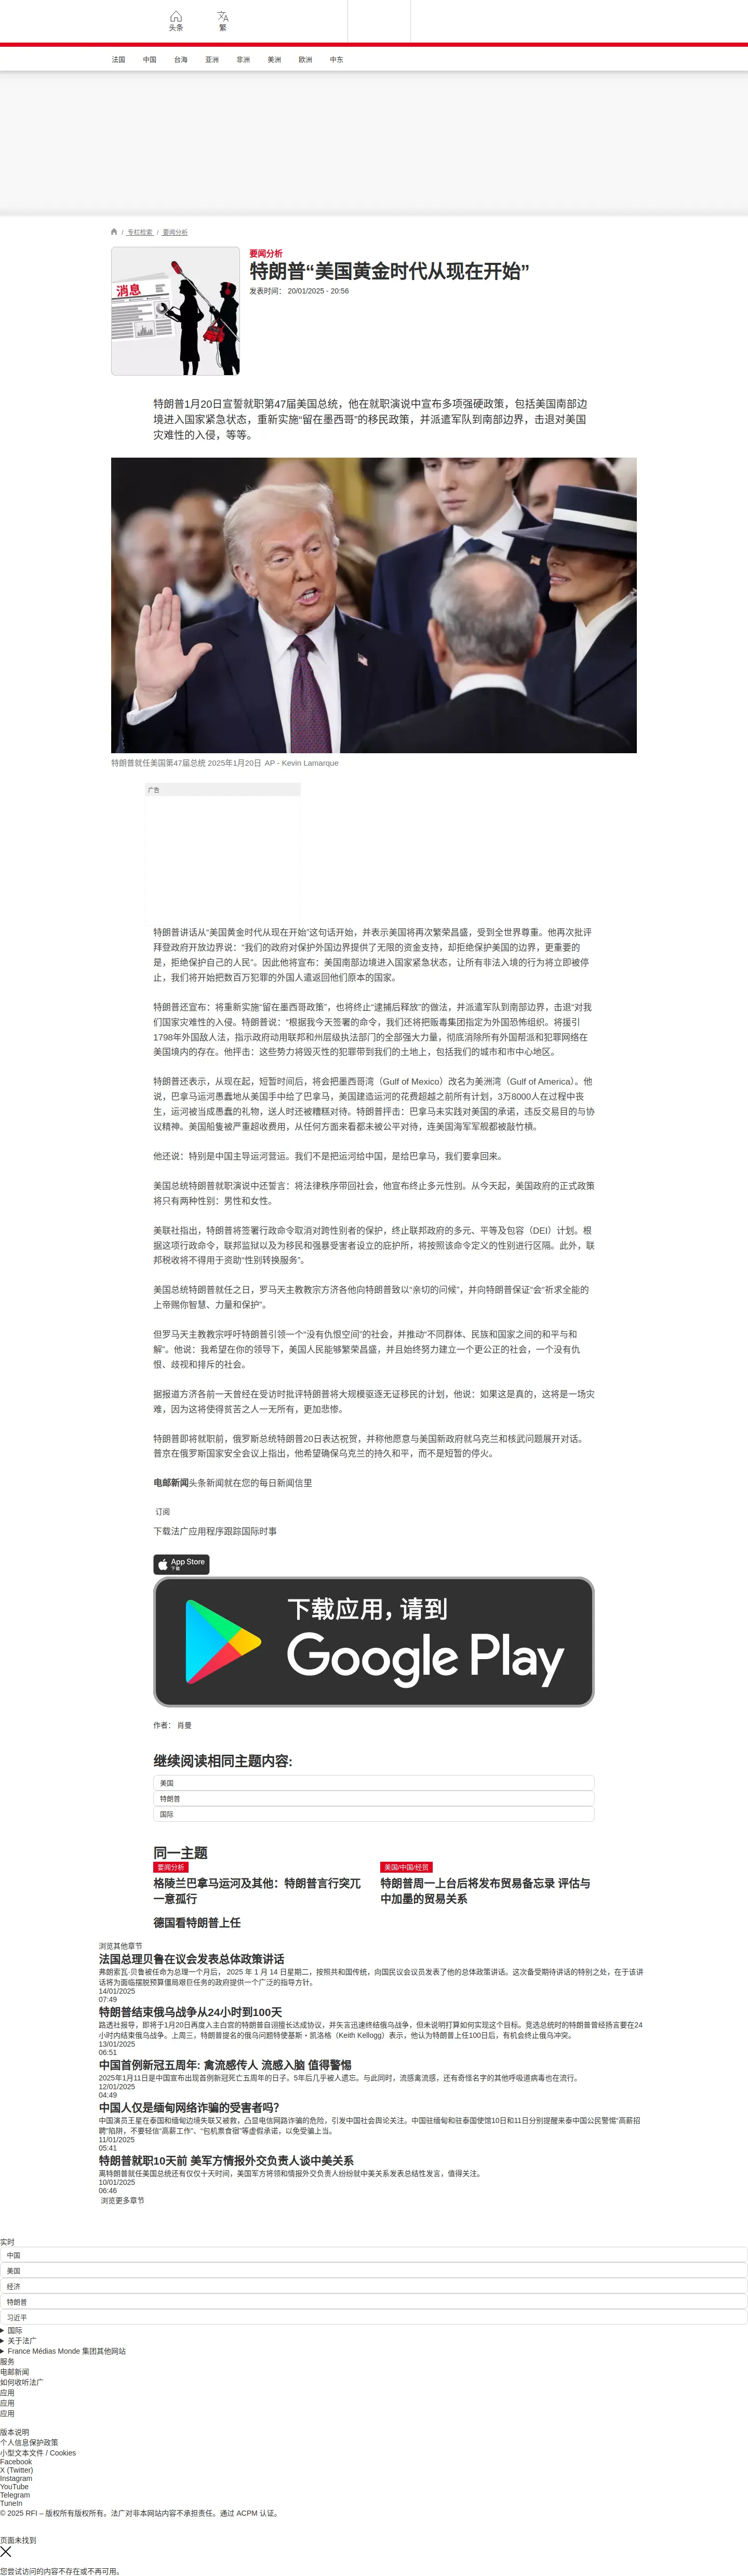 头条
繁
法国 中国 台海 亚洲 非洲 美洲 欧洲 中东
/ 专栏检索 / 要闻分析
消息
要闻分析
特朗普“美国黄金时代从现在开始”
发表时间： 20/01/2025 - 20:56
特朗普1月20日宣誓就职第47届美国总统，他在就职演说中宣布多项强硬政策，包括美国南部边
境进入国家紧急状态，重新实施“留在墨西哥”的移民政策，并派遣军队到南部边界，击退对美国
灾难性的入侵，等等。
特朗普就任美国第47届总统 2025年1月20日 AP - Kevin Lamarque
广告
特朗普讲话从“美国黄金时代从现在开始”这句话开始，并表示美国将再次繁荣昌盛，受到全世界尊重。他再次批评
拜登政府开放边界说：“我们的政府对保护外国边界提供了无限的资金支持，却拒绝保护美国的边界，更重要的
是，拒绝保护自己的人民”。因此他将宣布：美国南部边境进入国家紧急状态，让所有非法入境的行为将立即被停
止，我们将开始把数百万犯罪的外国人遣返回他们原本的国家。
特朗普还宣布：将重新实施“留在墨西哥政策”，也将终止“逮捕后释放”的做法，并派遣军队到南部边界，击退“对我
们国家灾难性的入侵。特朗普说：“根据我今天签署的命令，我们还将把贩毒集团指定为外国恐怖组织。将援引
1798年外国敌人法，指示政府动用联邦和州层级执法部门的全部强大力量，彻底消除所有外国帮派和犯罪网络在
美国境内的存在。他抨击：这些势力将毁灭性的犯罪带到我们的土地上，包括我们的城市和市中心地区。
特朗普还表示，从现在起，短暂时间后，将会把墨西哥湾（Gulf of Mexico）改名为美洲湾（Gulf of America）。他
说，巴拿马运河愚蠢地从美国手中给了巴拿马，美国建造运河的花费超越之前所有计划，3万8000人在过程中丧
生，运河被当成愚蠢的礼物，送人时还被糟糕对待。特朗普抨击：巴拿马未实践对美国的承诺，违反交易目的与协
议精神。美国船隻被严重超收费用，从任何方面来看都未被公平对待，连美国海军军舰都被敲竹槓。
他还说：特别是中国主导运河营运。我们不是把运河给中国，是给巴拿马，我们要拿回来。
美国总统特朗普就职演说中还誓言：将法律秩序带回社会，他宣布终止多元性别。从今天起，美国政府的正式政策
将只有两种性别：男性和女性。
美联社指出，特朗普将签署行政命令取消对跨性别者的保护，终止联邦政府的多元、平等及包容（DEI）计划。根
据这项行政命令，联邦监狱以及为移民和强暴受害者设立的庇护所，将按照该命令定义的性别进行区隔。此外，联
邦税收将不得用于资助“性别转换服务”。
美国总统特朗普就任之日，罗马天主教教宗方济各他向特朗普致以“亲切的问候”，并向特朗普保证“会“祈求全能的
上帝赐你智慧、力量和保护”。
但罗马天主教教宗呼吁特朗普引领一个“没有仇恨空间”的社会，并推动“不同群体、民族和国家之间的和平与和
解”。他说：我希望在你的领导下，美国人民能够繁荣昌盛，并且始终努力建立一个更公正的社会，一个没有仇
恨、歧视和排斥的社会。
据报道方济各前一天曾经在受访时批评特朗普将大规模驱逐无证移民的计划，他说：如果这是真的，这将是一场灾
难，因为这将使得贫苦之人一无所有，更加悲惨。
特朗普即将就职前，俄罗斯总统特朗普20日表达祝贺，并称他愿意与美国新政府就乌克兰和核武问题展开对话。
普京在俄罗斯国家安全会议上指出，他希望确保乌克兰的持久和平，而不是短暂的停火。
电邮新闻头条新闻就在您的每日新闻信里
订阅
下载法广应用程序跟踪国际时事
App Store
下载
下载应用，请到
Google Play
作者： 肖曼
继续阅读相同主题内容:
美国
特朗普
国际
同一主题
要闻分析
格陵兰巴拿马运河及其他：特朗普言行突兀
一意孤行
美国/中国/经贸
特朗普周一上台后将发布贸易备忘录 评估与
中加墨的贸易关系
德国看特朗普上任
浏览其他章节
法国总理贝鲁在议会发表总体政策讲话
弗朗索瓦·贝鲁被任命为总理一个月后， 2025 年 1 月 14 日星期二，按照共和国传统，向国民议会议员发表了他的总体政策讲话。这次备受期待讲话的特别之处，在于该讲
话将为面临摆脱预算僵局艰巨任务的政府提供一个广泛的指导方针。
14/01/2025
07:49
特朗普结束俄乌战争从24小时到100天
路透社报导，即将于1月20日再度入主白宫的特朗普自诩擅长达成协议，并矢言迅速终结俄乌战争，但未说明打算如何实现这个目标。竞选总统时的特朗普曾经扬言要在24
小时内结束俄乌战争。上周三，特朗普提名的俄乌问题特使基斯・凯洛格（Keith Kellogg）表示，他认为特朗普上任100日后，有机会终止俄乌冲突。
13/01/2025
06:51
中国首例新冠五周年: 禽流感传人 流感入脑 值得警惕
2025年1月11日是中国宣布出现首例新冠死亡五周年的日子。5年后几乎被人遗忘。与此同时，流感禽流感，还有奇怪名字的其他呼吸道病毒也在流行。
12/01/2025
04:49
中国人仅是缅甸网络诈骗的受害者吗？
中国演员王星在泰国和缅甸边境失联又被救，凸显电信网路诈骗的危险，引发中国社会舆论关注。中国驻缅甸和驻泰国使馆10日和11日分别提醒来泰中国公民警惕“高薪招
聘”陷阱，不要轻信“高薪工作”、“包机票食宿”等虚假承诺，以免受骗上当。
11/01/2025
05:41
特朗普就职10天前 美军方情报外交负责人谈中美关系
离特朗普就任美国总统还有仅仅十天时间，美国军方将领和情报外交负责人纷纷就中美关系发表总结性发言，值得关注。
10/01/2025
06:46
浏览更多章节
实时
中国
美国
经济
特朗普
习近平
国际
关于法广
France Médias Monde 集团其他网站
服务
电邮新闻
如何收听法广
应用
应用
应用
版本说明
个人信息保护政策
小型文本文件 / Cookies
Facebook
X (Twitter)
Instagram
YouTube
Telegram
TuneIn
© 2025 RFI – 版权所有版权所有。法广对非本网站内容不承担责任。通过 ACPM 认证。
页面未找到
您尝试访问的内容不存在或不再可用。